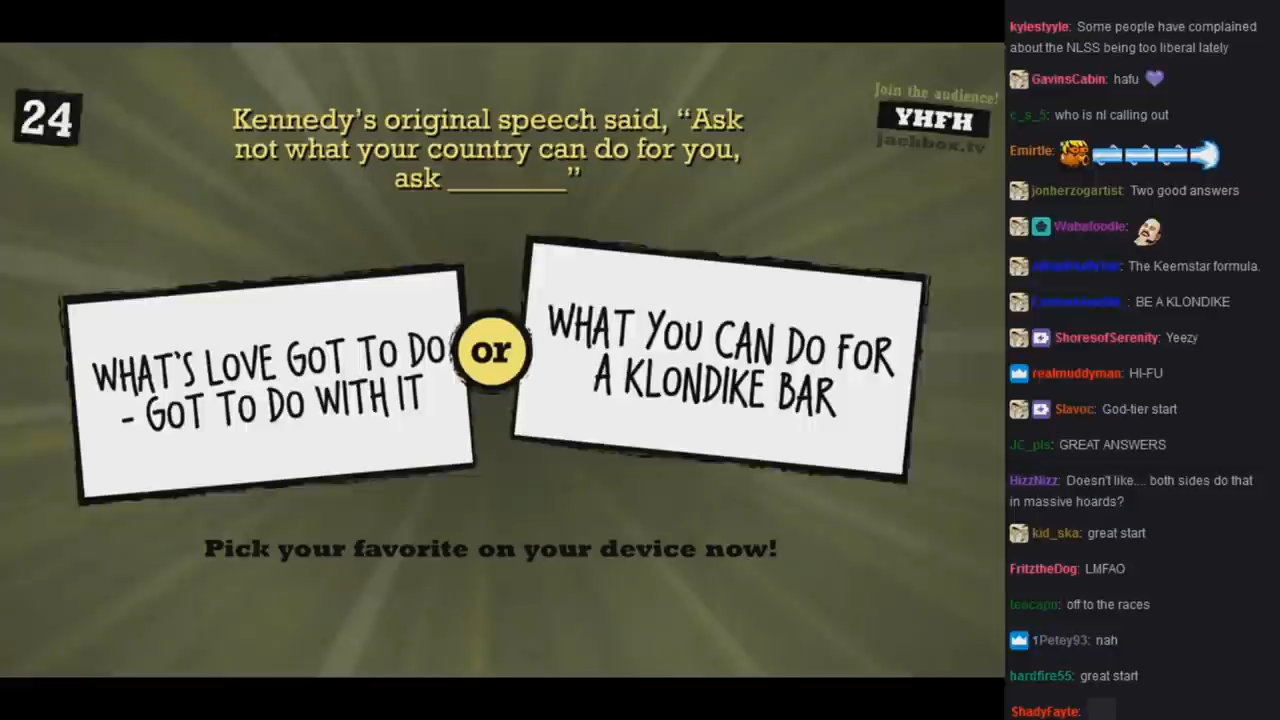 24
Kennedy's original speech said, "Ask
not what your country can do for you,
ask ________"
Join the audience!
YHFH
jackbox.tv
WHAT'S LOVE GOT TO DO
- GOT TO DO WITH IT
or
WHAT YOU CAN DO FOR
A KLONDIKE BAR
Pick your favorite on your device now!
kylestyyle: Some people have complained
about the NLSS being too liberal lately
GavinsCabin: hafu
c_s_5: who is nl calling out
Emirtle:
jonherzogartist: Two good answers
Wabafoodle:
The Keemstar formula.
BE A KLONDIKE
ShoresofSerenity: Yeezy
realmuddyman: HI-FU
Slavoc: God-tier start
JC_pls: GREAT ANSWERS
HizzNizz: Doesn't like.... both sides do that
in massive hoards?
kid_ska: great start
FritztheDog: LMFAO
off to the races
1Petey93: nah
hardfire55: great start
ShadyFayte: